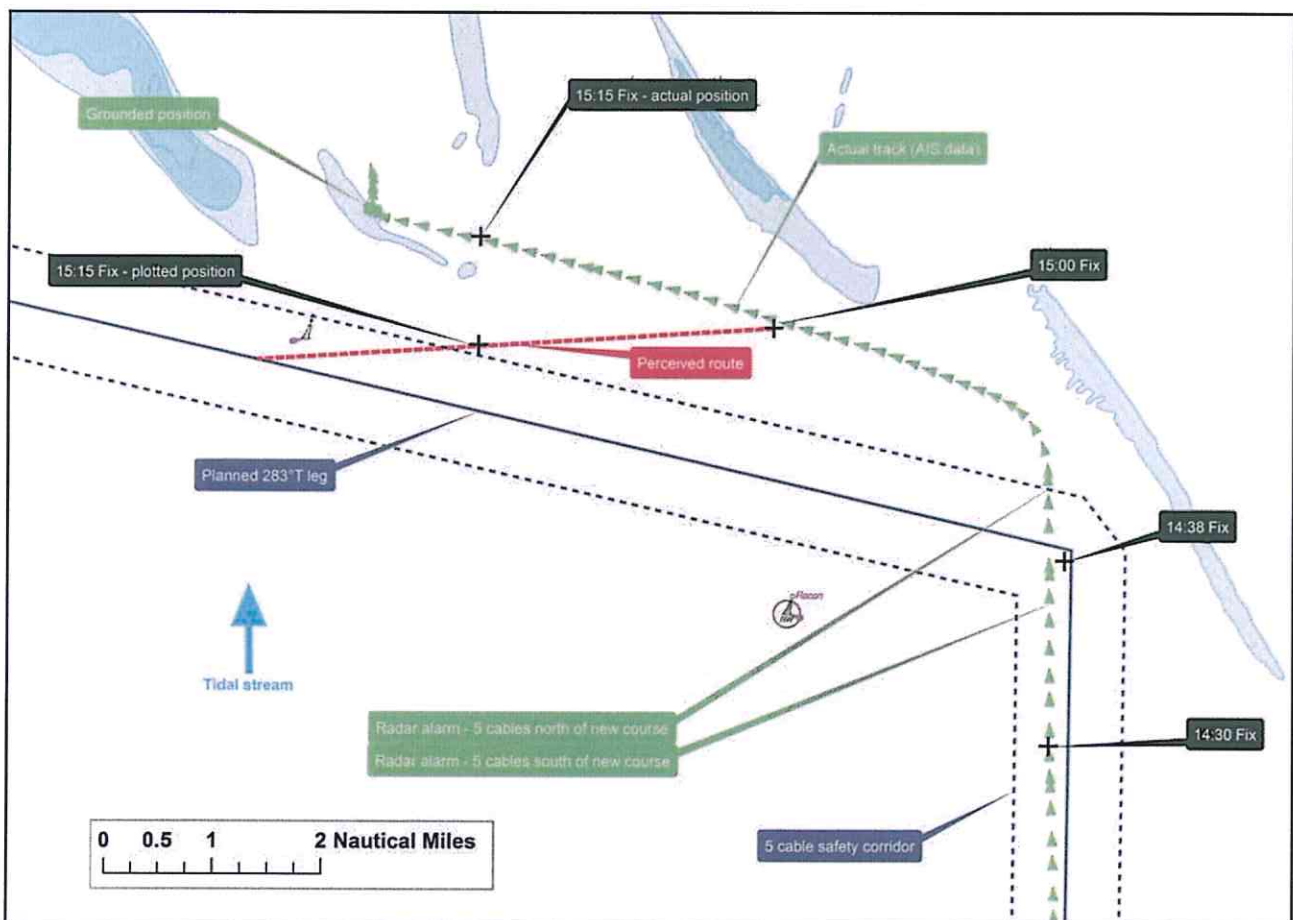 15:15 Fix - actual position
Grounded position
Actual track (AIS data)
15:15 Fix - plotted position
15:00 Fix
Perceived route
Planned 283°T leg
14:38 Fix
Racon
Tidal stream
Radar alarm - 5 cables north of new course
Radar alarm - 5 cables south of new course
14:30 Fix
5 cable safety corridor
0 0.5 1 2 Nautical Miles